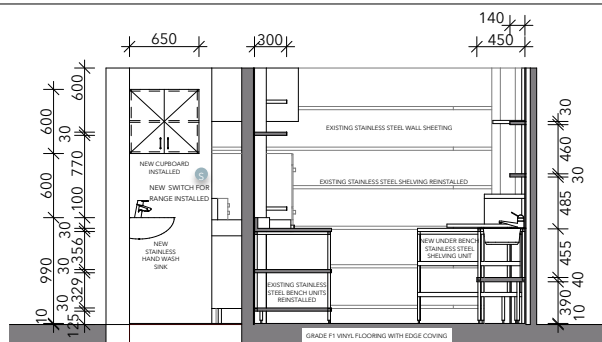 140
650
300
450
600
600
600
30
30
770
460
30
600
100
485
30
356
455
990
30
329
40
30
390
10
125
10
EXISTING STAINLESS STEEL WALL SHEETING
NEW CUPBOARD
INSTALLED
S
NEW SWITCH FOR
RANGE INSTALLED
EXISTING STAINLESS STEEL SHELVING REINSTALLED
NEW
STAINLESS
HAND WASH
SINK
NEW UNDER BENCH
STAINLESS STEEL
SHELVING UNIT
EXISTING STAINLESS
STEEL BENCH UNITS
REINSTALLED
GRADE F1 VINYL FLOORING WITH EDGE COVING